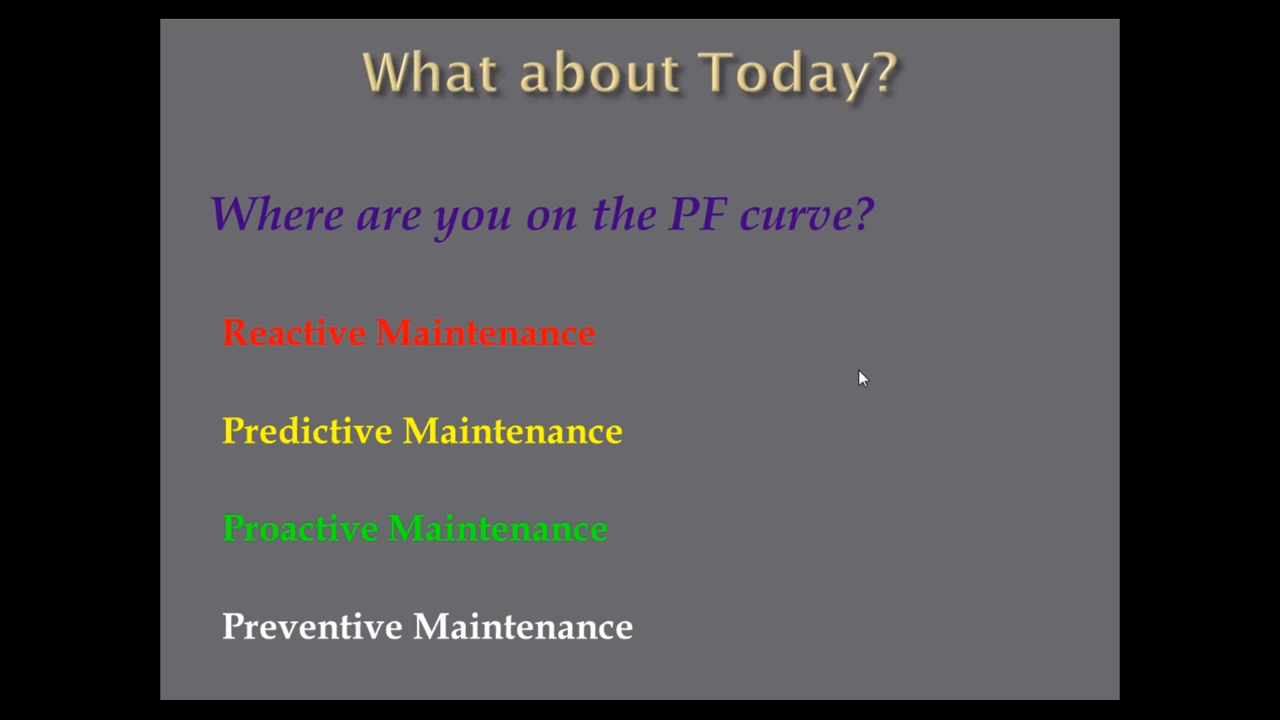 What about Today?
Where are you on the PF curve?
Reactive Maintenance
Predictive Maintenance
Proactive Maintenance
Preventive Maintenance